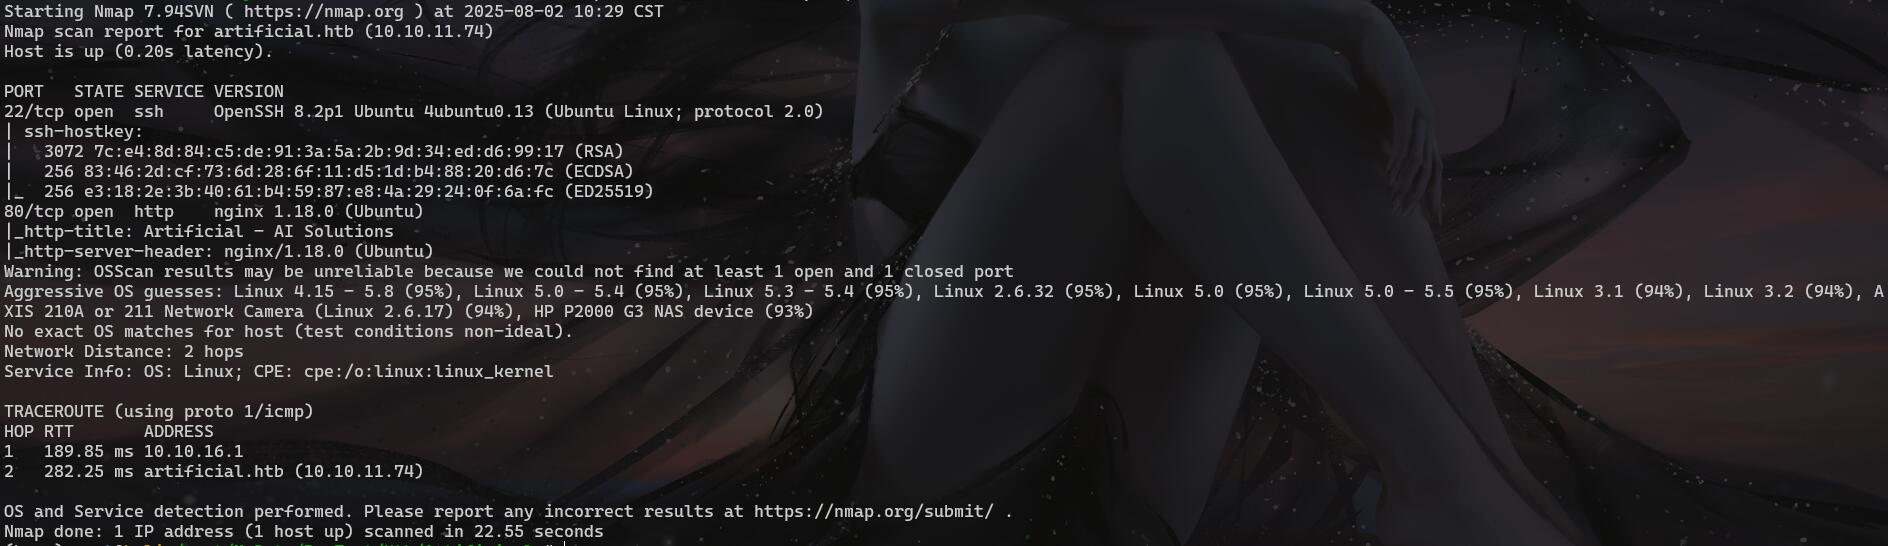 Starting Nmap 7.94SVN ( https://nmap.org ) at 2025-08-02 10:29 CST
Nmap scan report for artificial.htb (10.10.11.74)
Host is up (0.20s latency).
PORT   STATE SERVICE VERSION
22/tcp open  ssh     OpenSSH 8.2p1 Ubuntu 4ubuntu0.13 (Ubuntu Linux; protocol 2.0)
| ssh-hostkey:
|   3072 7c:e4:8d:84:c5:de:91:3a:5a:2b:9d:34:ed:d6:99:17 (RSA)
|   256 83:46:2d:cf:73:6d:28:6f:11:d5:1d:b4:88:20:d6:7c (ECDSA)
|_  256 e3:18:2e:3b:40:61:b4:59:87:e8:4a:29:24:0f:6a:fc (ED25519)
80/tcp open  http    nginx 1.18.0 (Ubuntu)
|_http-title: Artificial - AI Solutions
|_http-server-header: nginx/1.18.0 (Ubuntu)
Warning: OSScan results may be unreliable because we could not find at least 1 open and 1 closed port
Aggressive OS guesses: Linux 4.15 - 5.8 (95%), Linux 5.0 - 5.4 (95%), Linux 5.3 - 5.4 (95%), Linux 2.6.32 (95%), Linux 5.0 (95%), Linux 5.0 - 5.5 (95%), Linux 3.1 (94%), Linux 3.2 (94%), A
XIS 210A or 211 Network Camera (Linux 2.6.17) (94%), HP P2000 G3 NAS device (93%)
No exact OS matches for host (test conditions non-ideal).
Network Distance: 2 hops
Service Info: OS: Linux; CPE: cpe:/o:linux:linux_kernel
TRACEROUTE (using proto 1/icmp)
HOP RTT       ADDRESS
1   189.85 ms 10.10.16.1
2   282.25 ms artificial.htb (10.10.11.74)
OS and Service detection performed. Please report any incorrect results at https://nmap.org/submit/ .
Nmap done: 1 IP address (1 host up) scanned in 22.55 seconds